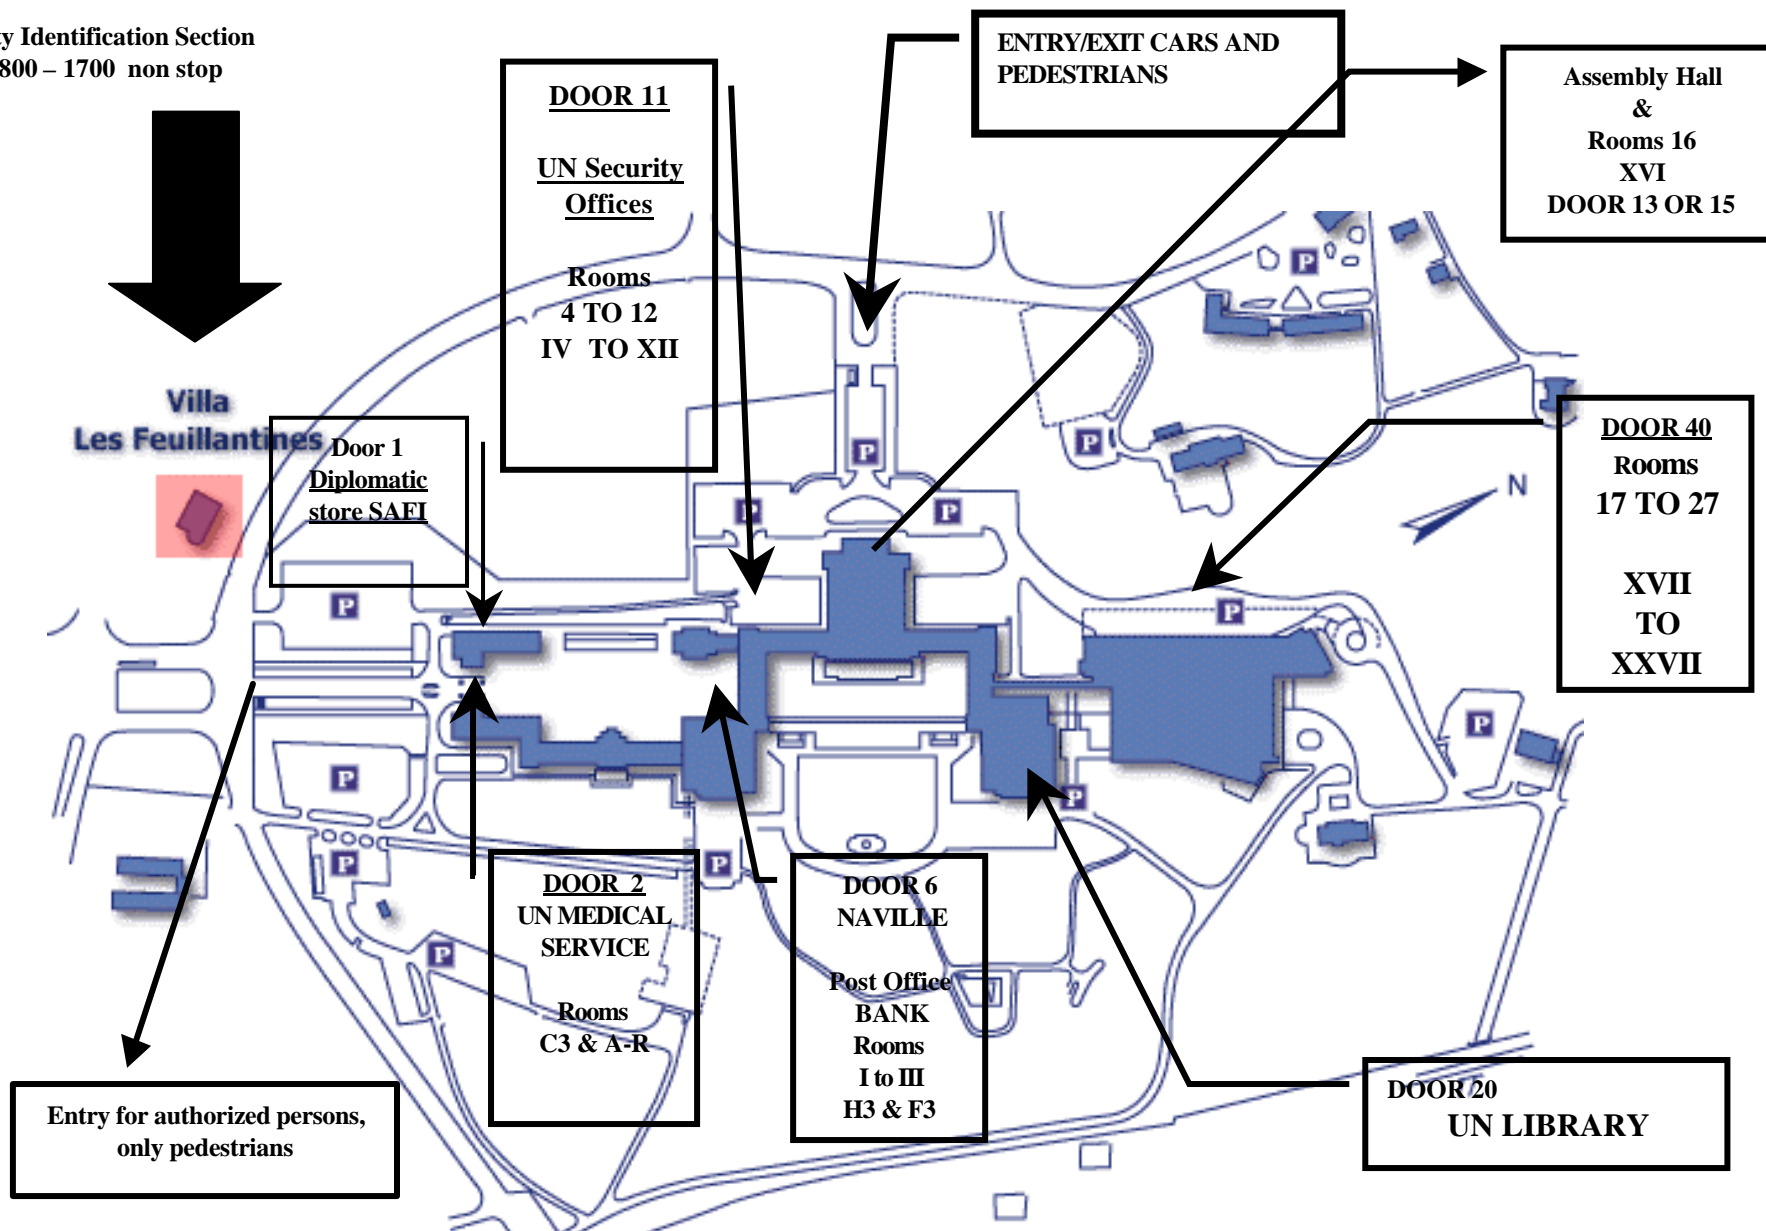 Identification Section
800 – 1700 non stop
ENTRY/EXIT CARS AND
PEDESTRIANS
Assembly Hall
&
Rooms 16
XVI
DOOR 13 OR 15
DOOR 11
UN Security
Offices
Rooms
4 TO 12
IV TO XII
P
Villa
Les Feuillantines
Door 1
Diplomatic
store SAFI
P
P
P
P
DOOR 40
Rooms
17 TO 27
XVII
TO
XXVII
N
P
P
P
P
P
P
P
P
P
DOOR 2
UN MEDICAL
SERVICE
Rooms
C3 & A-R
DOOR 6
NAVILLE
Post Office
BANK
Rooms
I to III
H3 & F3
Entry for authorized persons,
only pedestrians
DOOR 20
UN LIBRARY